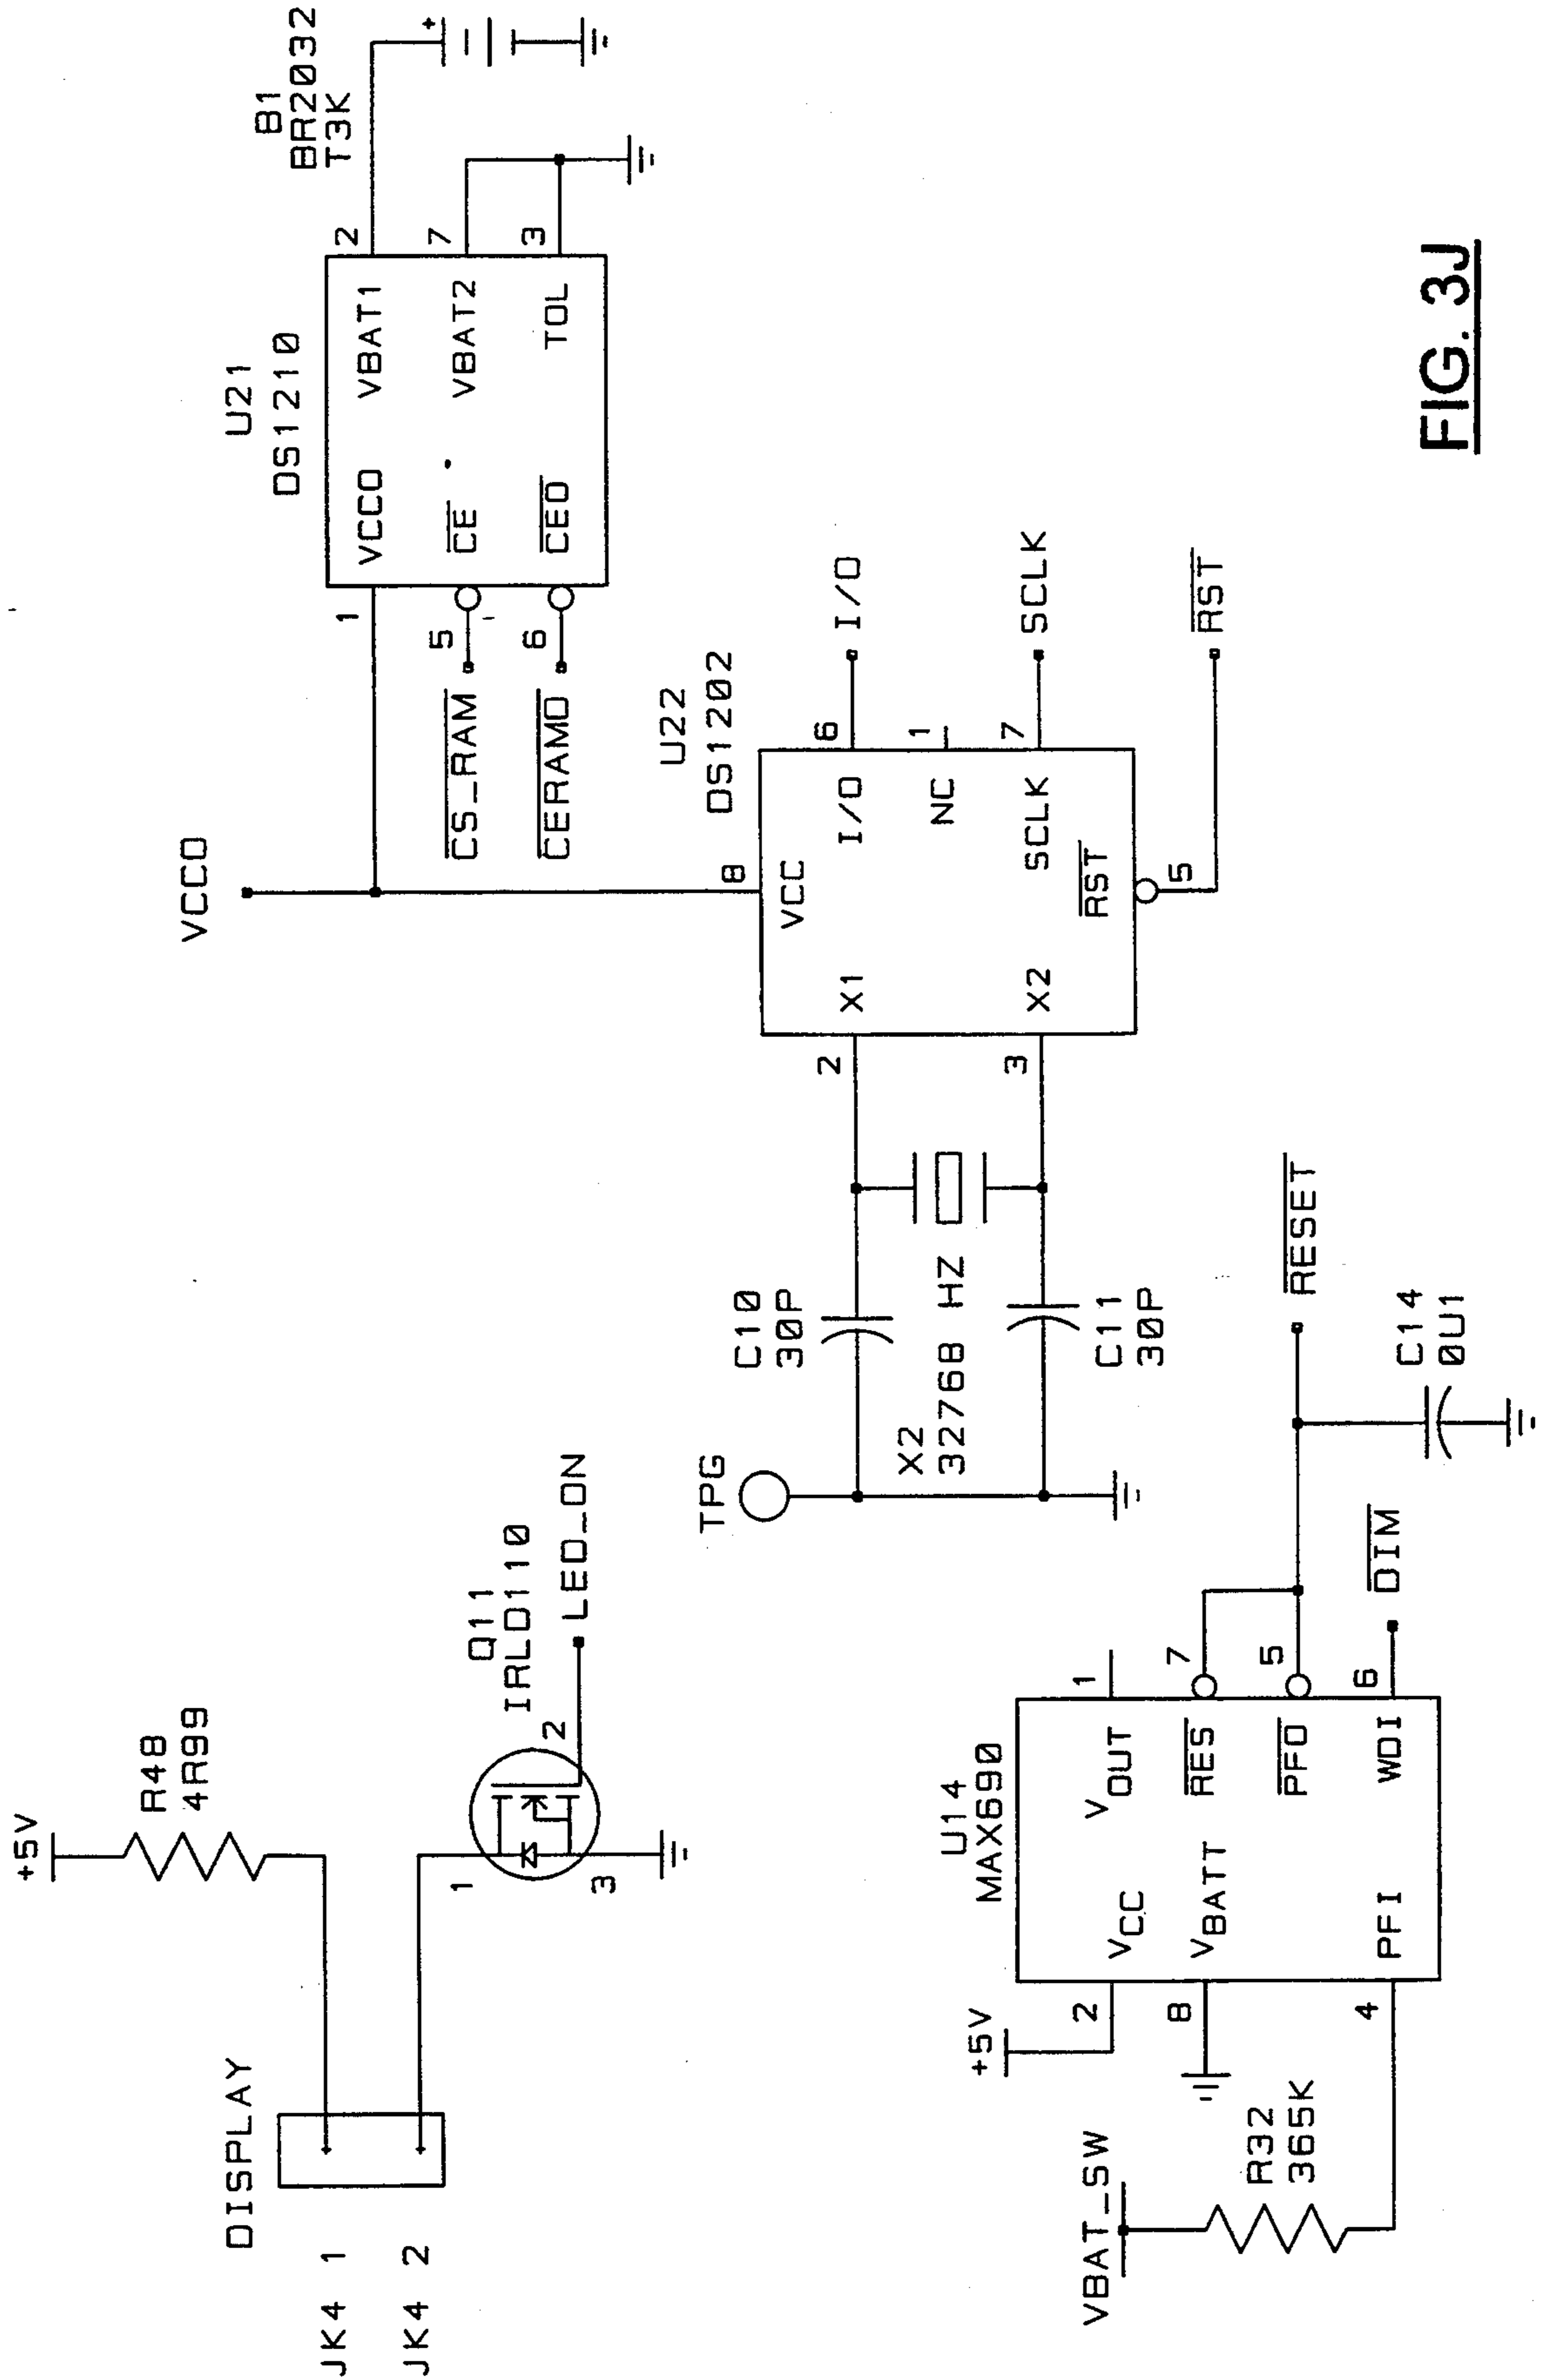 DISPLAY
JK4 1
JK4 2
+5V
R48
4R99
1
3
2
Q11
IRLD110
LED_ON
VCCO
U21
DS1210
1
VCCO
VBAT1
2
B1
BR2032
T3K
+
CS_RAM
5
CE
VBAT2
7
CERAMO
6
CEO
TOL
3
TPG
C10
30P
X2
32768 HZ
C11
30P
U22
DS1202
8
VCC
2
X1
I/O
6
I/O
NC
1
3
X2
SCLK
7
SCLK
RST
5
RST
VBAT_SW
R32
365K
+5V
U14
MAX690
2
VCC
VOUT
1
8
VBATT
RES
7
PFO
5
4
PFI
WDI
6
DIM
RESET
C14
0U1
FIG. 3J